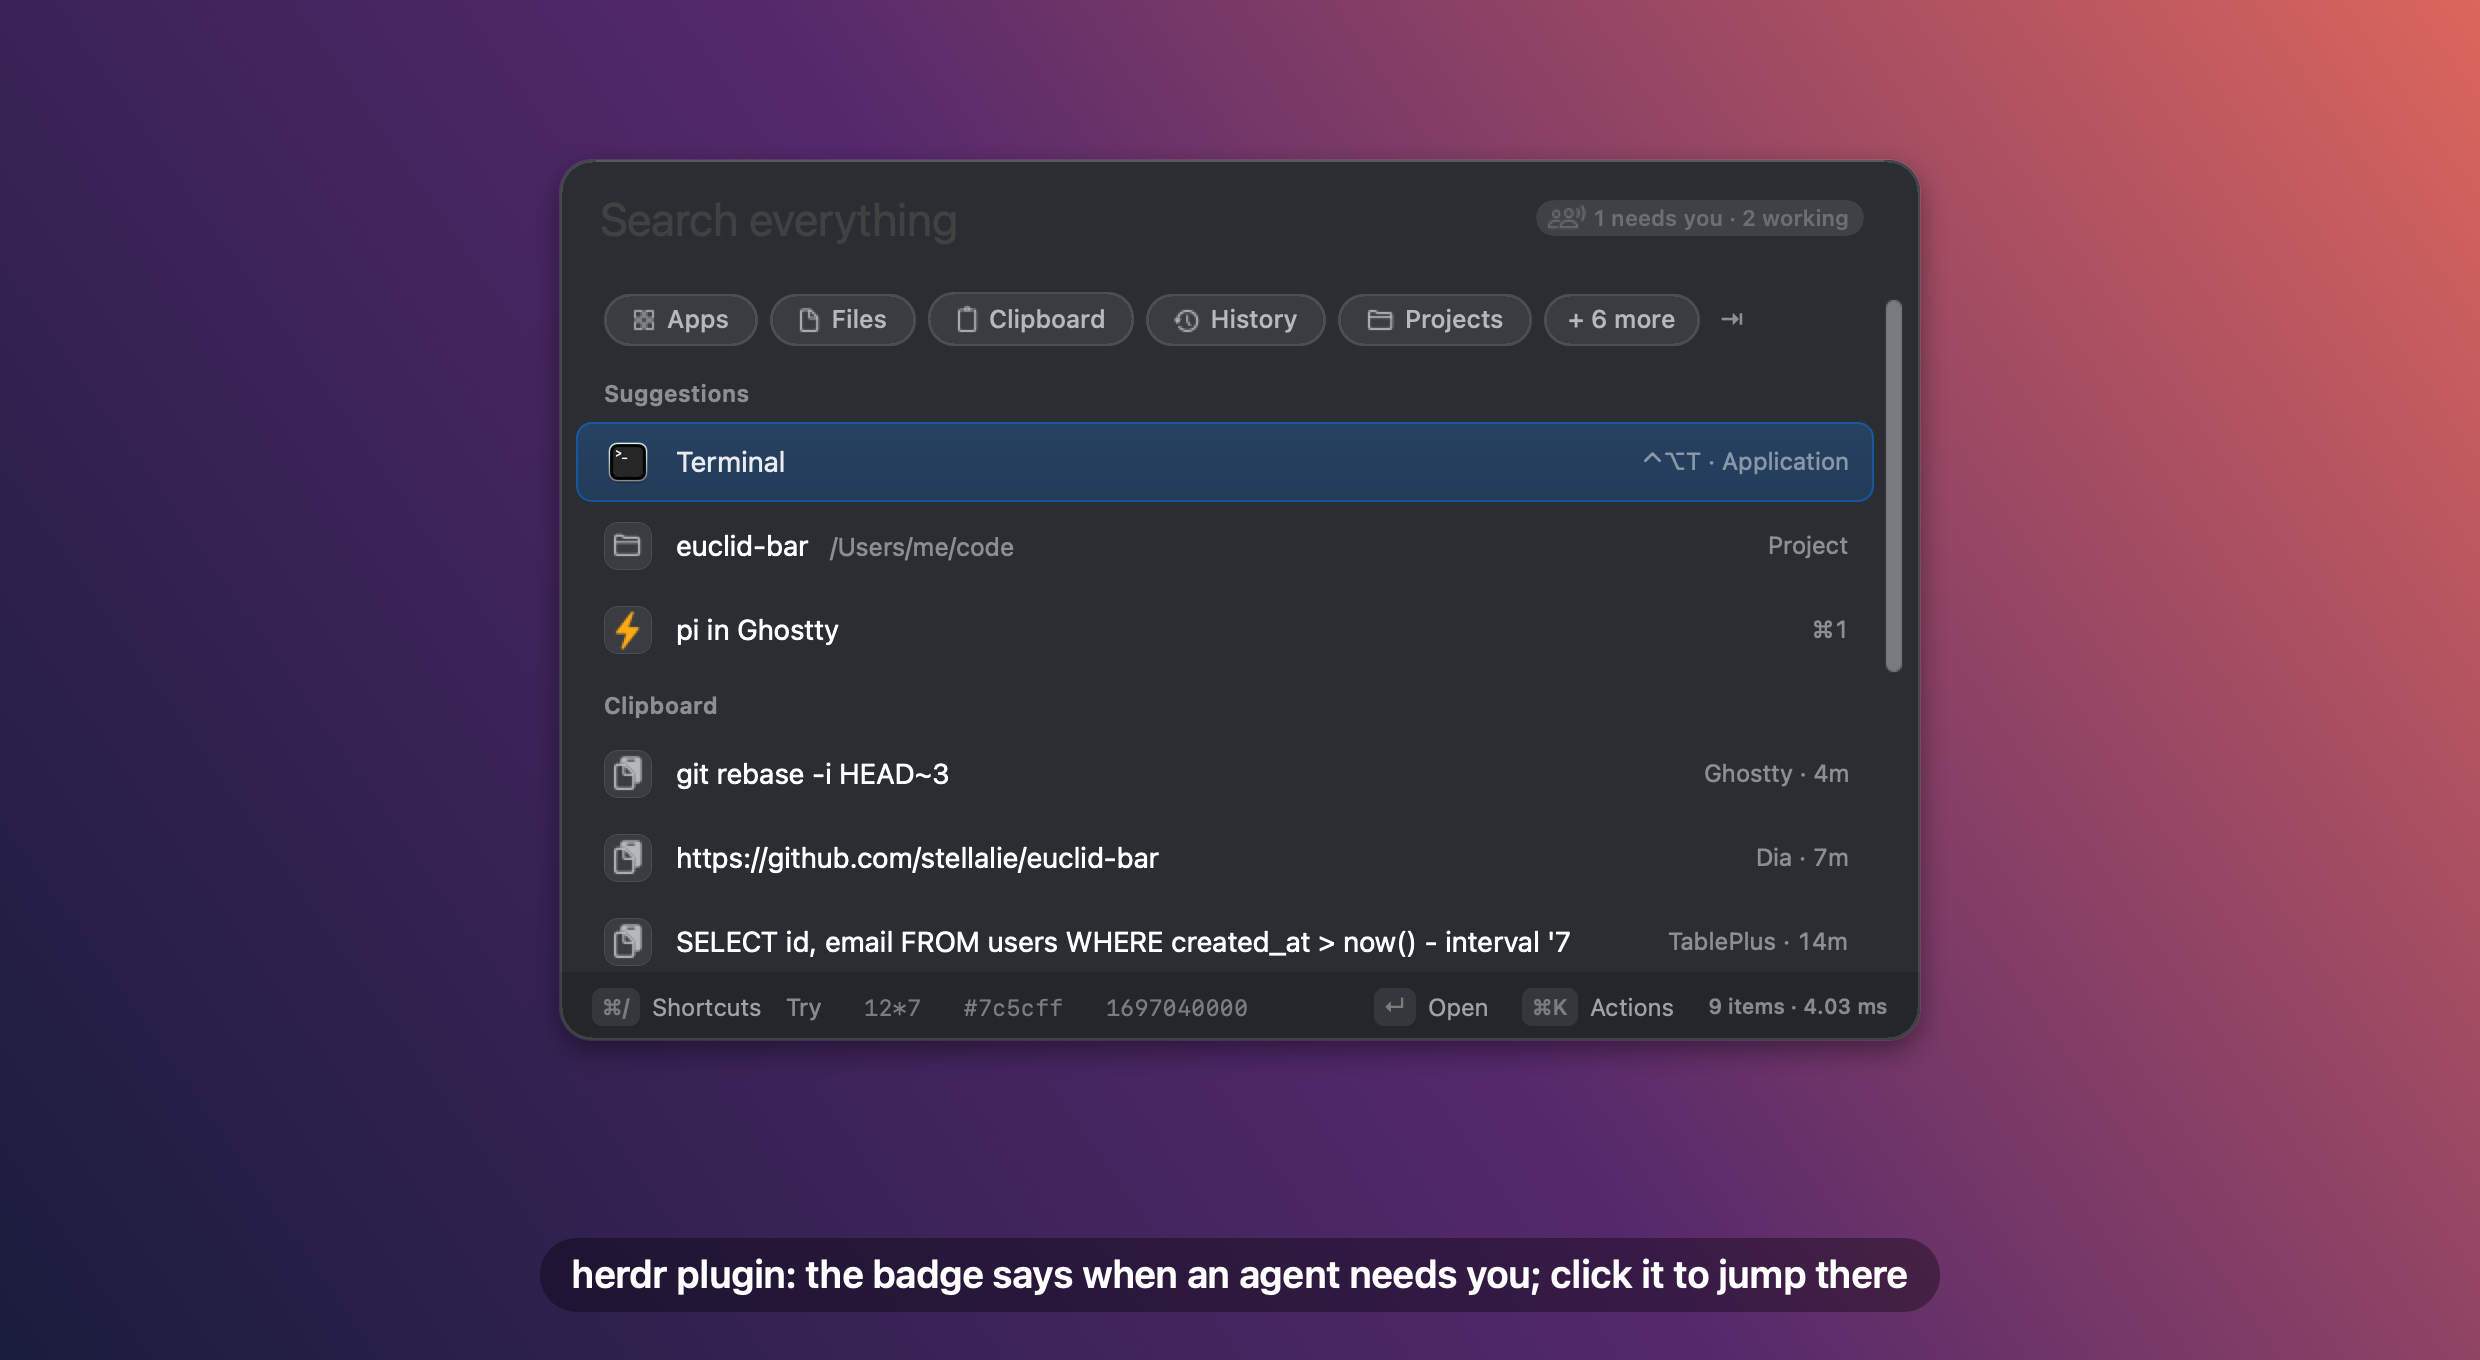 Search everything
1 needs you · 2 working
Apps Files Clipboard History Projects + 6 more ⇥
Suggestions
Terminal ⌃⌥T · Application
euclid-bar /Users/me/code Project
pi in Ghostty ⌘1
Clipboard
git rebase -i HEAD~3 Ghostty · 4m
https://github.com/stellalie/euclid-bar Dia · 7m
SELECT id, email FROM users WHERE created_at > now() - interval '7 TablePlus · 14m
⌘/ Shortcuts Try 12*7 #7c5cff 1697040000 ↵ Open ⌘K Actions 9 items · 4.03 ms
herdr plugin: the badge says when an agent needs you; click it to jump there